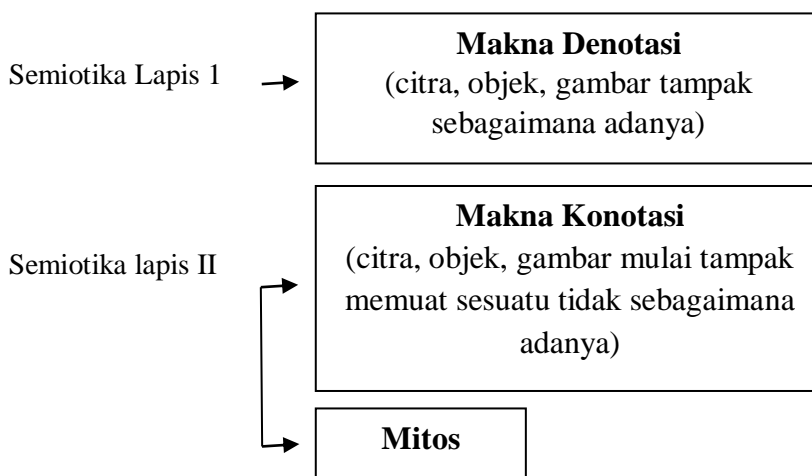 Semiotika Lapis 1
Makna Denotasi
(citra, objek, gambar tampak
sebagaimana adanya)
Semiotika lapis II
Makna Konotasi
(citra, objek, gambar mulai tampak
memuat sesuatu tidak sebagaimana
adanya)
Mitos